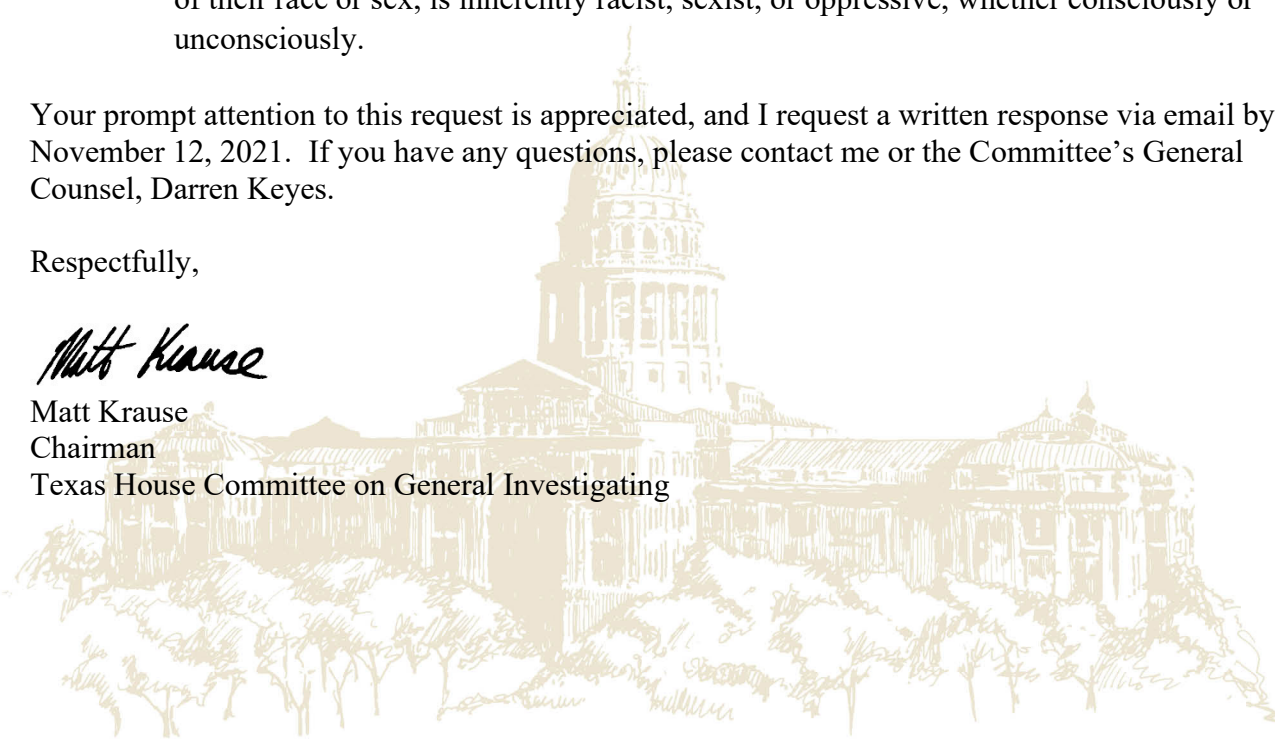 of their race or sex, is inherently racist, sexist, or oppressive, whether consciously or
unconsciously.
Your prompt attention to this request is appreciated, and I request a written response via email by
November 12, 2021.  If you have any questions, please contact me or the Committee’s General
Counsel, Darren Keyes.
Respectfully,
Matt Krause
Matt Krause
Chairman
Texas House Committee on General Investigating